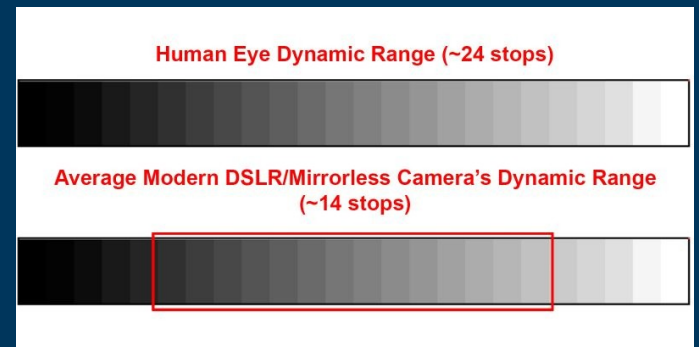 Human Eye Dynamic Range (~24 stops)
Average Modern DSLR/Mirrorless Camera's Dynamic Range
(~14 stops)